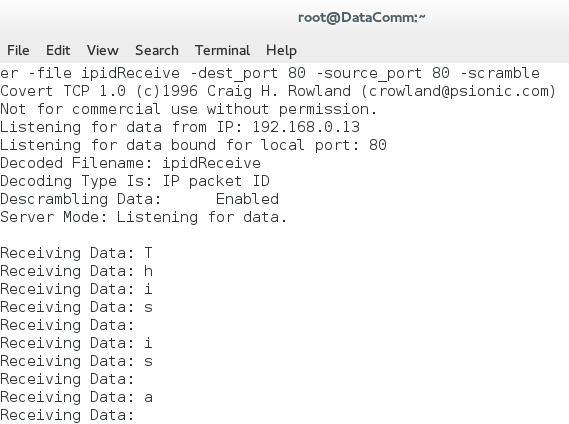 root@DataComm:~
File Edit View Search Terminal Help
er -file ipidReceive -dest_port 80 -source_port 80 -scramble
Covert TCP 1.0 (c)1996 Craig H. Rowland (crowland@psionic.com)
Not for commercial use without permission.
Listening for data from IP: 192.168.0.13
Listening for data bound for local port: 80
Decoded Filename: ipidReceive
Decoding Type Is: IP packet ID
Descrambling Data:      Enabled
Server Mode: Listening for data.

Receiving Data: T
Receiving Data: h
Receiving Data: i
Receiving Data: s
Receiving Data:
Receiving Data: i
Receiving Data: s
Receiving Data:
Receiving Data: a
Receiving Data: